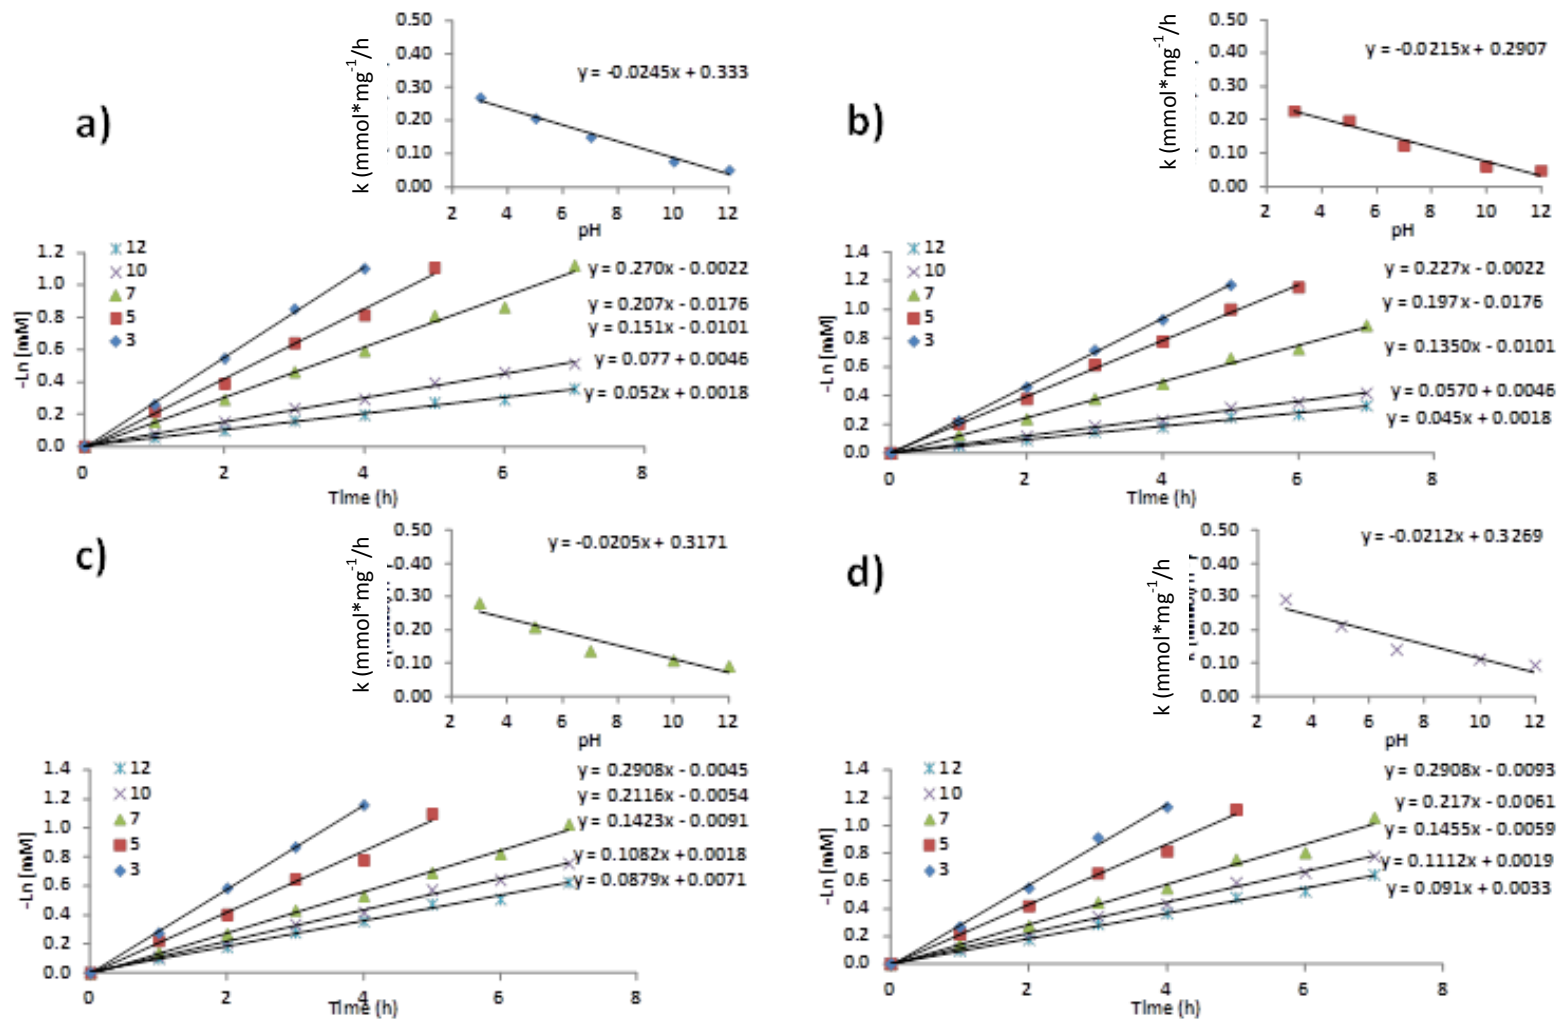 a)
k (mmol*mg-1/h
0.50
0.40
0.30
0.20
0.10
0.00
y = -0.0245x + 0.333
2 4 6 8 10 12
pH
-Ln [mM]
1.2
1.0
0.8
0.6
0.4
0.2
0.0
12
10
7
5
3
y = 0.270x - 0.0022
y = 0.207x - 0.0176
y = 0.151x - 0.0101
y = 0.077 + 0.0046
y = 0.052x + 0.0018
0 2 4 6 8
Time (h)
b)
k (mmol*mg-1/h
0.50
0.40
0.30
0.20
0.10
0.00
y = -0.0215x + 0.2907
2 4 6 8 10 12
pH
-Ln [mM]
1.4
1.2
1.0
0.8
0.6
0.4
0.2
0.0
12
10
7
5
3
y = 0.227x - 0.0022
y = 0.197x - 0.0176
y = 0.1350x - 0.0101
y = 0.0570 + 0.0046
y = 0.045x + 0.0018
0 2 4 6 8
Time (h)
c)
k (mmol*mg-1/h
0.50
0.40
0.30
0.20
0.10
0.00
y = -0.0205x + 0.3171
2 4 6 8 10 12
pH
-Ln [mM]
1.4
1.2
1.0
0.8
0.6
0.4
0.2
0.0
12
10
7
5
3
y = 0.2908x - 0.0045
y = 0.2116x - 0.0054
y = 0.1423x - 0.0091
y = 0.1082x + 0.0018
y = 0.0879x + 0.0071
0 2 4 6 8
Time (h)
d)
k (mmol*mg-1/h
0.50
0.40
0.30
0.20
0.10
0.00
y = -0.0212x + 0.3269
2 4 6 8 10 12
pH
-Ln [mM]
1.4
1.2
1.0
0.8
0.6
0.4
0.2
0.0
12
10
7
5
3
y = 0.2908x - 0.0093
y = 0.217x - 0.0061
y = 0.1455x - 0.0059
y = 0.1112x + 0.0019
y = 0.091x + 0.0033
0 2 4 6 8
Time (h)